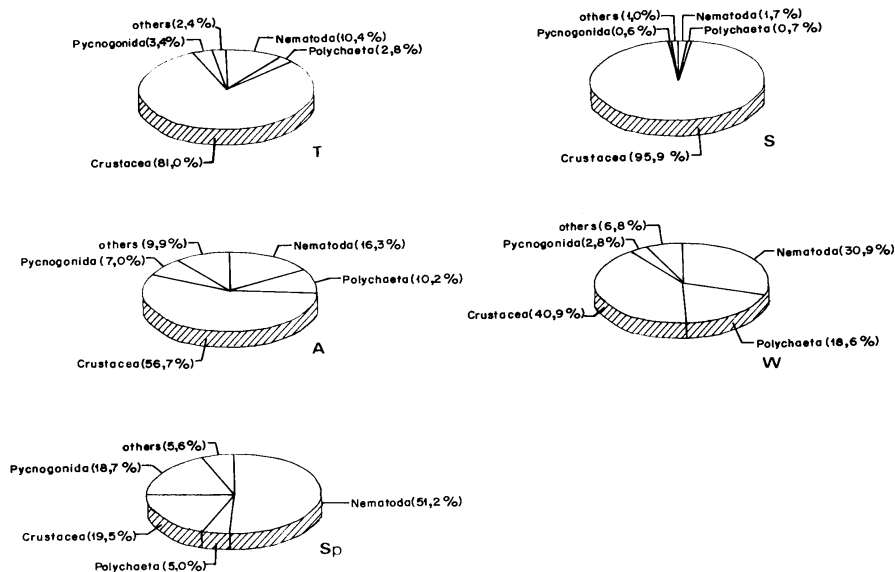 others(2,4%)
Pycnogonida(3,4%)
Nematoda(10,4%)
Polychaeta(2,8%)
Crustacea(81,0%)
T
others(1,0%)
Pycnogonida(0,6%)
Nematoda(1,7%)
Polychaeta(0,7%)
Crustacea(95,9%)
S
others(9,9%)
Pycnogonida(7,0%)
Nematoda(16,3%)
Polychaeta(10,2%)
Crustacea(56,7%)
A
others(6,8%)
Pycnogonida(2,8%)
Nematoda(30,9%)
Crustacea(40,9%)
Polychaeta(18,6%)
W
others(5,6%)
Pycnogonida(18,7%)
Nematoda(51,2%)
Crustacea(19,5%)
Polychaeta(5,0%)
Sp